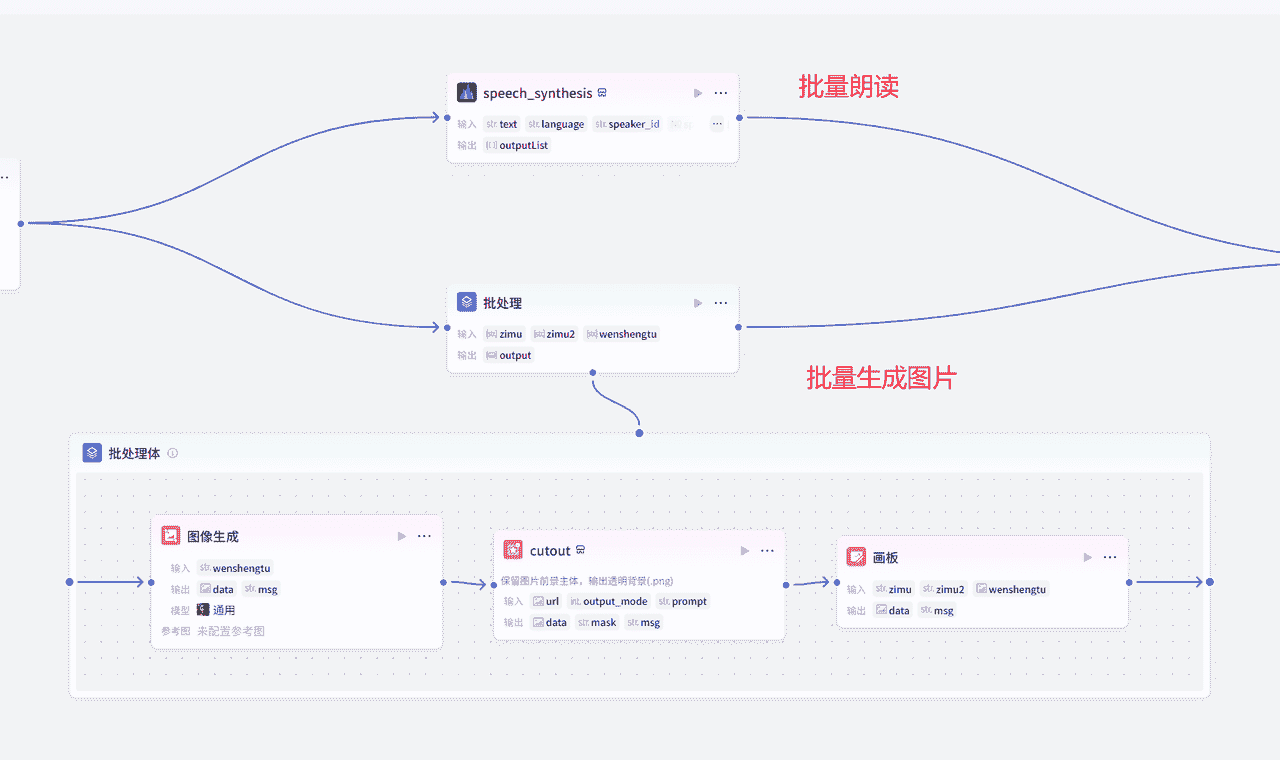 speech_synthesis
批量朗读
输入 str. text str. language str. speaker_id
输出 outputList
批处理
输入 zimu zimu2 wenshengtu
输出 output
批量生成图片
批处理体
图像生成
输入 str. wenshengtu
输出 data str. msg
模型 通用
参考图 未配置参考图
cutout
保留图片前景主体，输出透明背景(.png)
输入 url int. output_mode str. prompt
输出 data str. mask str. msg
画板
输入 str. zimu str. zimu2 wenshengtu
输出 data str. msg